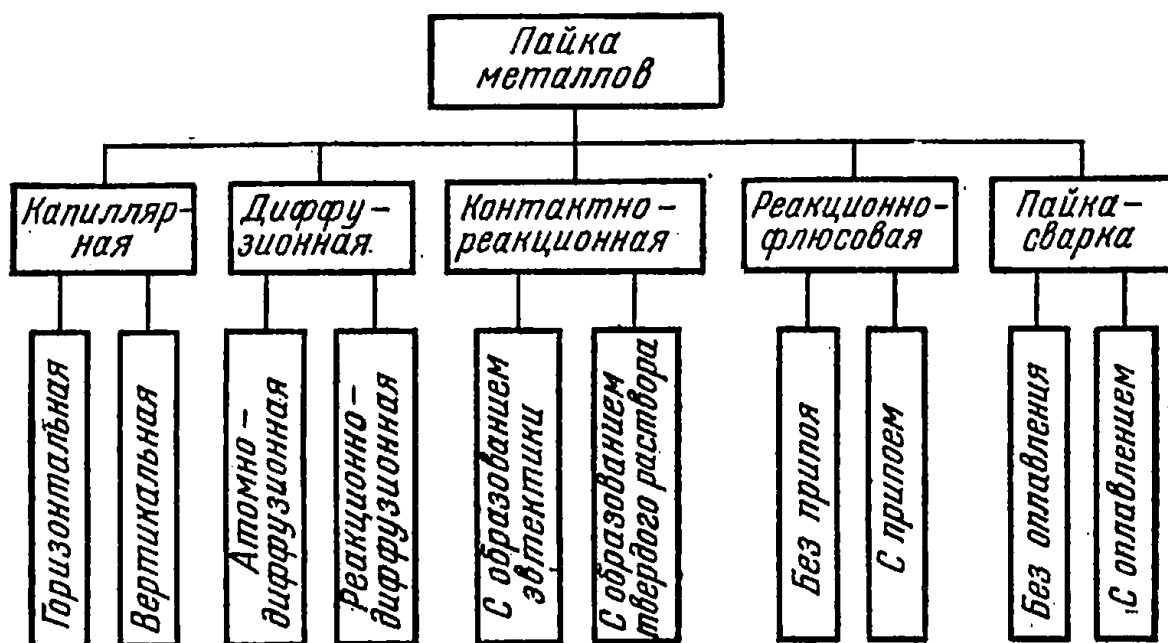 Пайка
металлов
Капилляр-
ная
Диффу-
зионная.
Контактно-
реакционная
Реакционно-
флюсовая
Пайка-
сварка
Горизонтальная
Вертикальная
Атомно-
диффузионная
Реакционно-
диффузионная
С образованием
эвтектики
С образованием
твердого раствора
Без припоя
С припоем
Без оплавления
С оплавлением